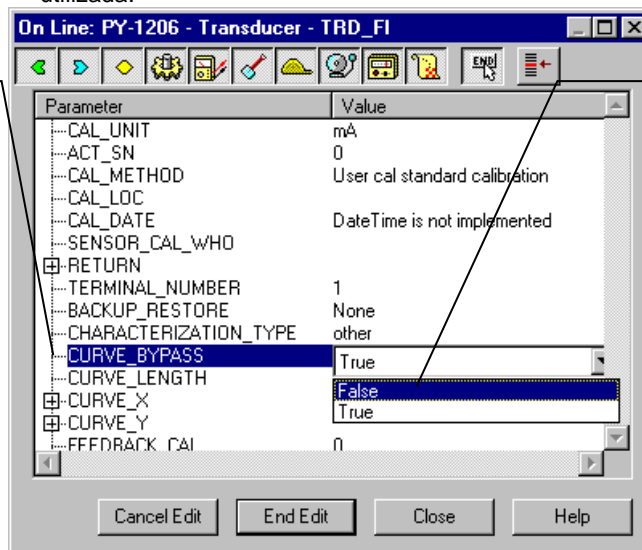 utilizada.
On Line: PY-1206 - Transducer - TRD_FI
END
Parameter Value
CAL_UNIT mA
ACT_SN 0
CAL_METHOD User cal standard calibration
CAL_LOC
CAL_DATE DateTime is not implemented
SENSOR_CAL_WHO
RETURN
TERMINAL_NUMBER 1
BACKUP_RESTORE None
CHARACTERIZATION_TYPE other
CURVE_BYPASS True
CURVE_LENGTH False
CURVE_X True
CURVE_Y
FEEDBACK_CAL 0
Cancel Edit End Edit Close Help